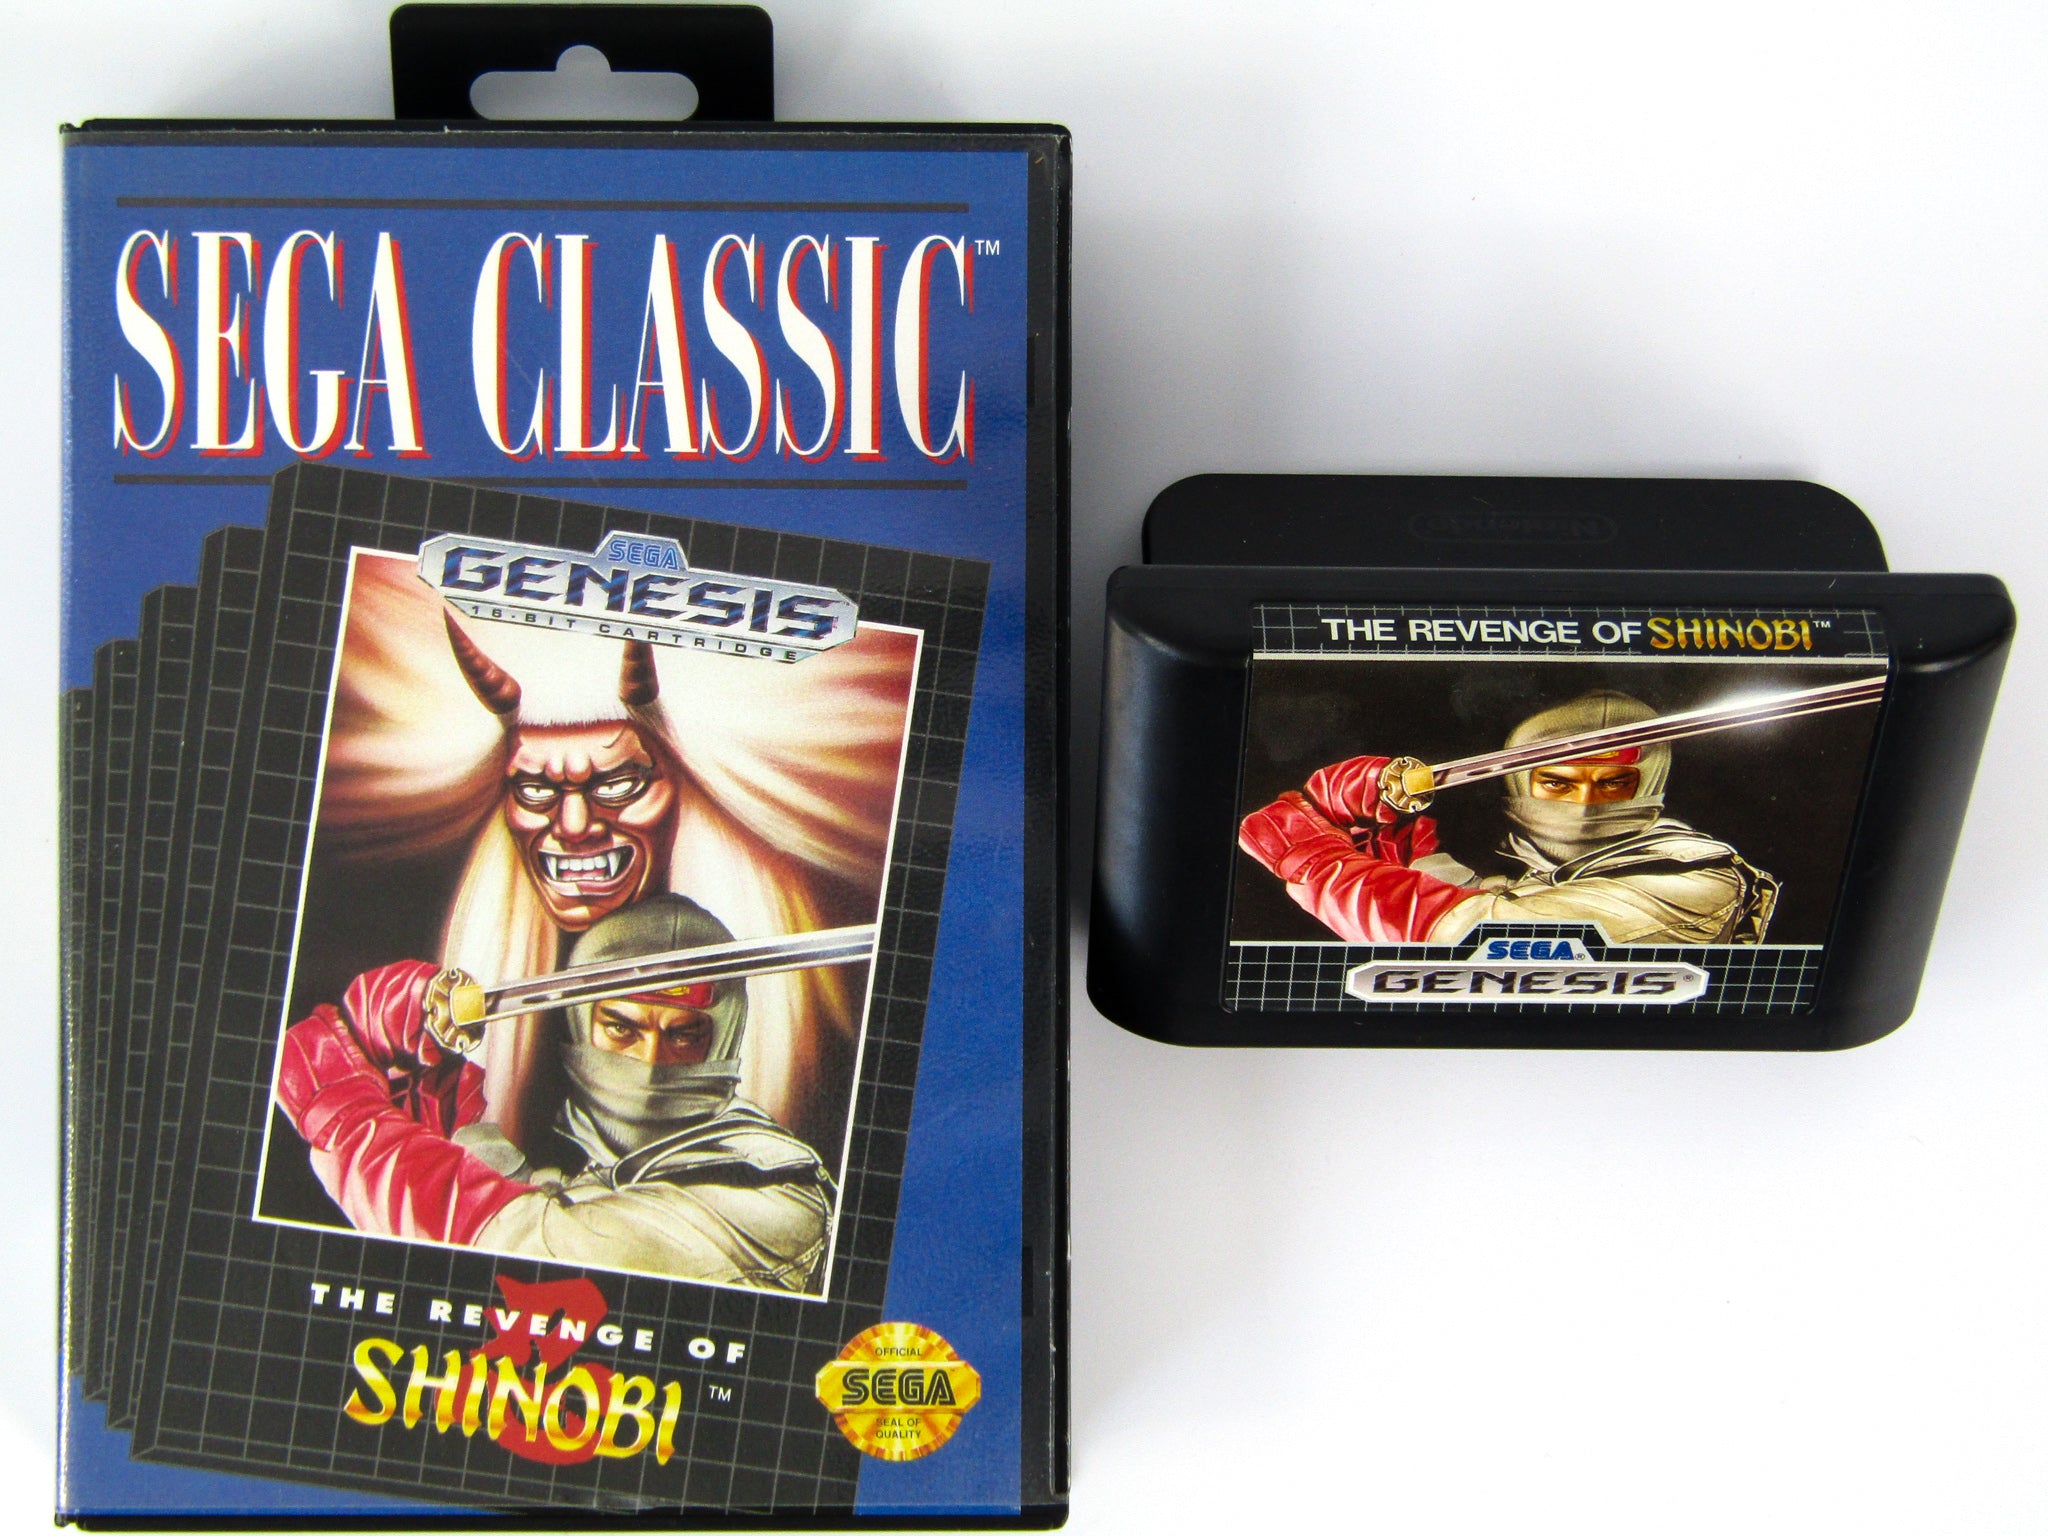 SEGA CLASSIC™
SEGA
GENESIS
16-BIT CARTRIDGE
THE REVENGE OF
SHINOBI™
OFFICIAL
SEGA
SEAL OF
QUALITY
Nintendo
THE REVENGE OF SHINOBI™
SEGA®
GENESIS®